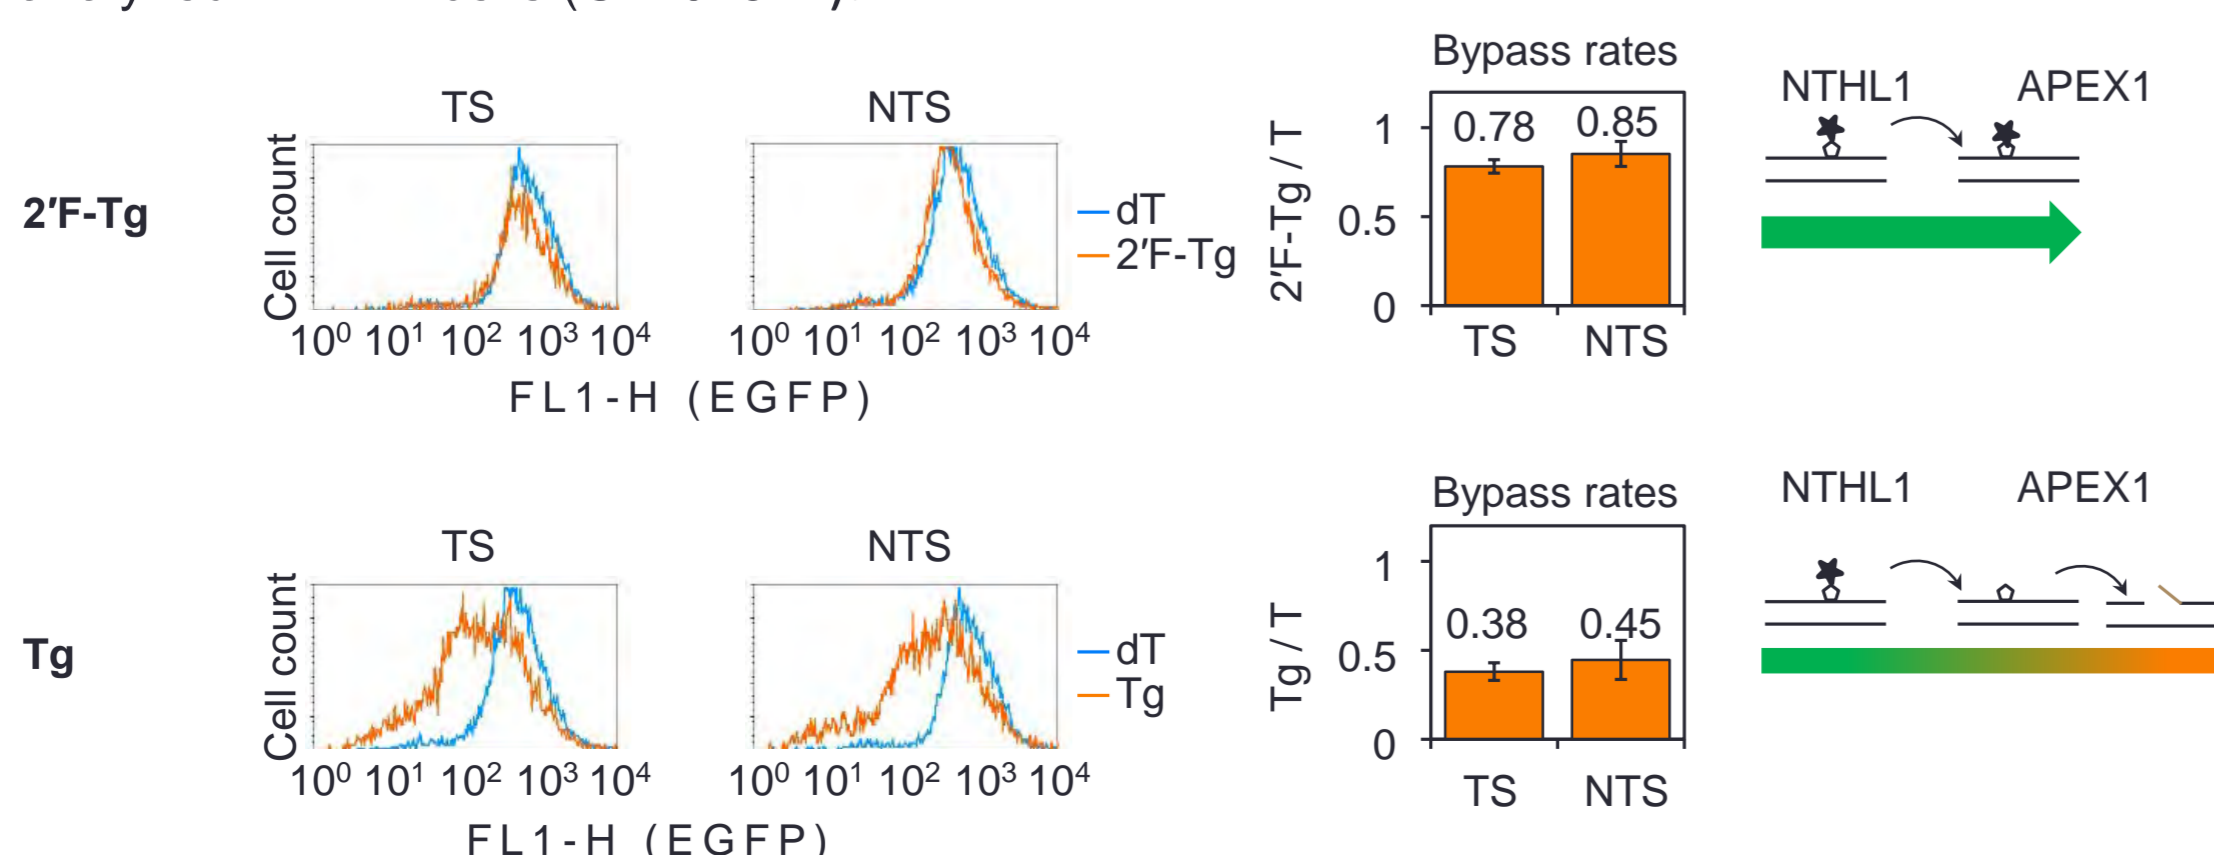 TS
NTS
Bypass rates
NTHL1
APEX1
2′F-Tg
Cell count
dT
2′F-Tg
2′F-Tg / T
1
0.5
0
0.78
0.85
10⁰ 10¹ 10² 10³ 10⁴
10⁰ 10¹ 10² 10³ 10⁴
TS
NTS
FL1-H (EGFP)
TS
NTS
Bypass rates
NTHL1
APEX1
Tg
Cell count
dT
Tg
Tg / T
1
0.5
0
0.38
0.45
10⁰ 10¹ 10² 10³ 10⁴
10⁰ 10¹ 10² 10³ 10⁴
TS
NTS
FL1-H (EGFP)